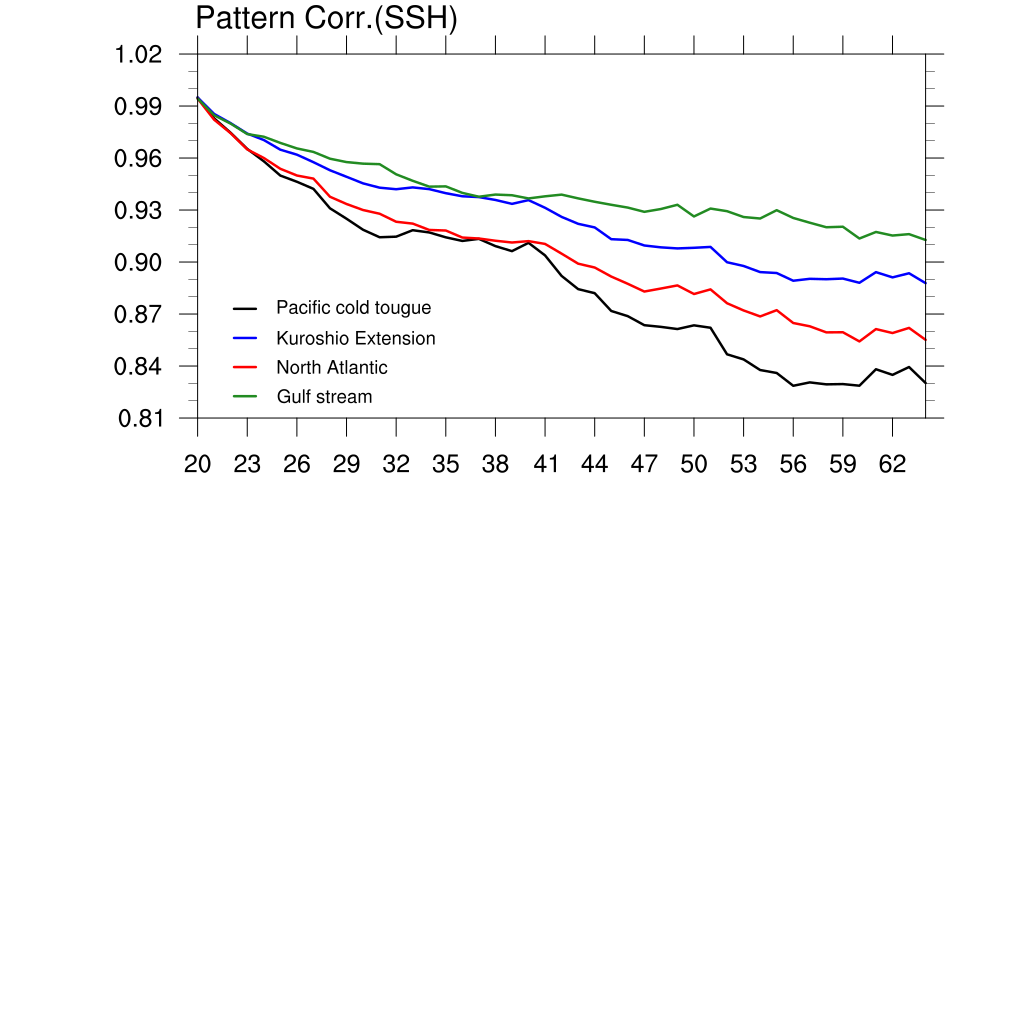 Pattern Corr.(SSH)
1.02
0.99
0.96
0.93
0.90
0.87
0.84
0.81
Pacific cold tougue
Kuroshio Extension
North Atlantic
Gulf stream
20 23 26 29 32 35 38 41 44 47 50 53 56 59 62